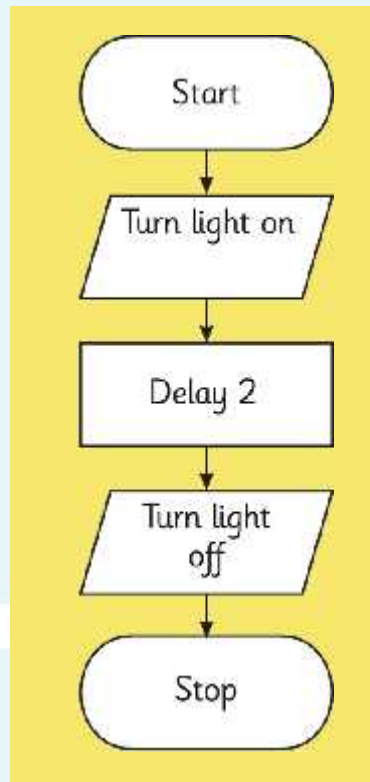 Start
Turn light on
Delay 2
Turn light
off
Stop